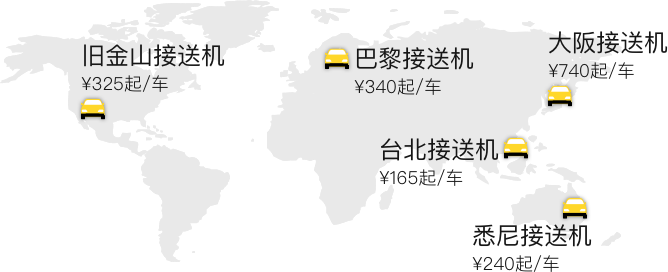 旧金山接送机
¥325起/车
巴黎接送机
¥340起/车
大阪接送机
¥740起/车
台北接送机
¥165起/车
悉尼接送机
¥240起/车